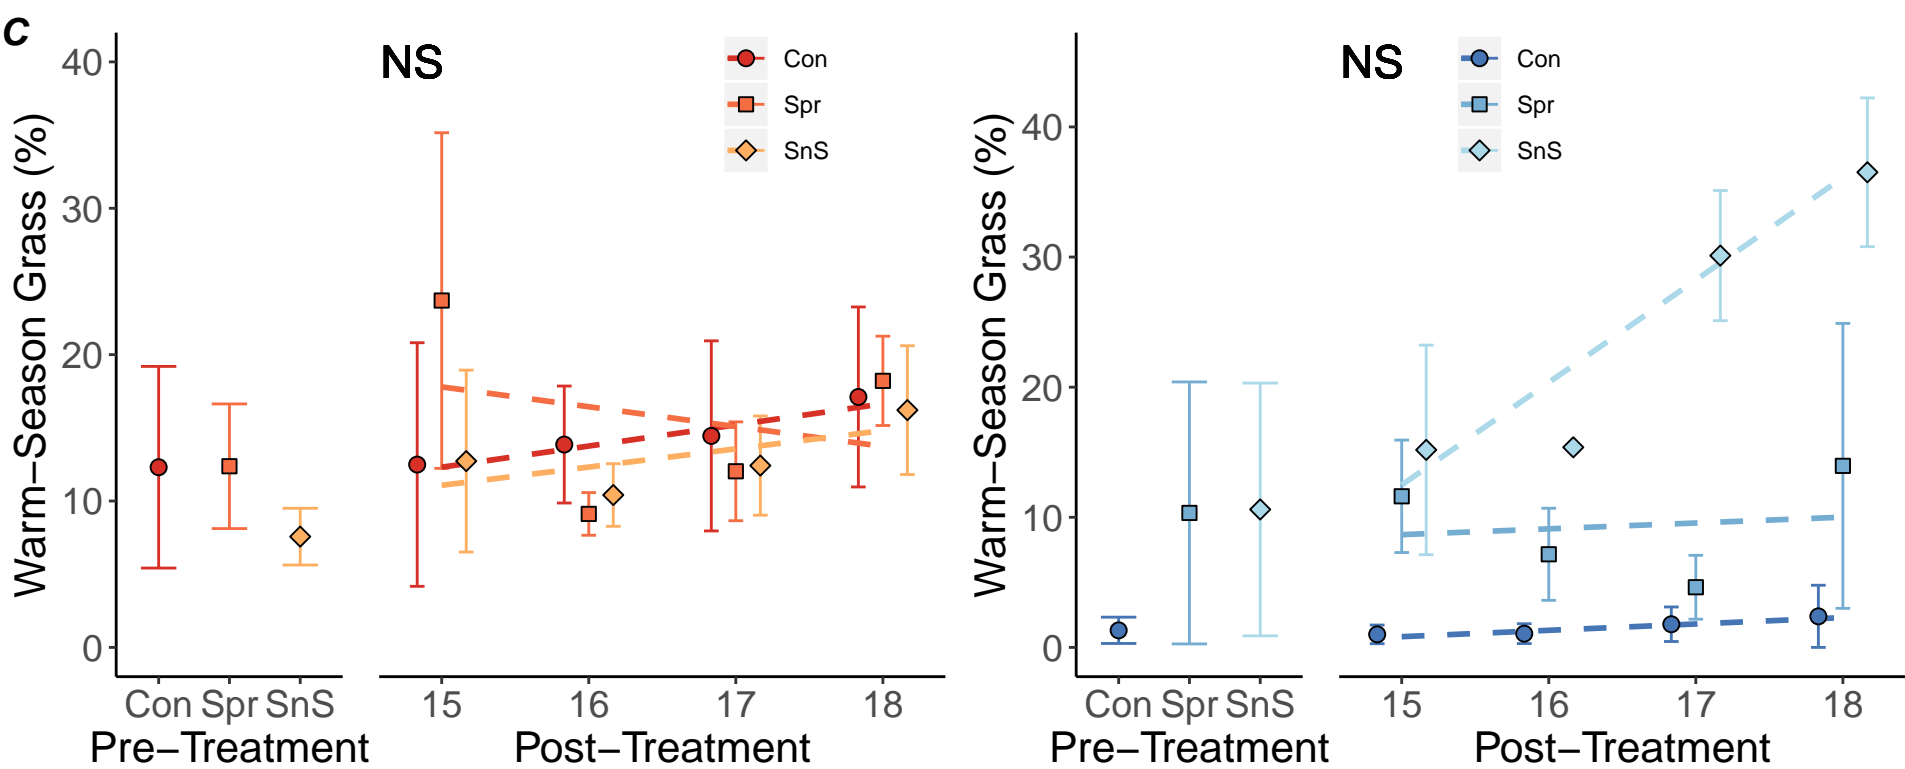 C
NS
Con
Spr
SnS
Warm−Season Grass (%)
40
30
20
10
0
Con Spr SnS
15 16 17 18
Pre−Treatment
Post−Treatment
NS
Con
Spr
SnS
Warm−Season Grass (%)
40
30
20
10
0
Con Spr SnS
15 16 17 18
Pre−Treatment
Post−Treatment